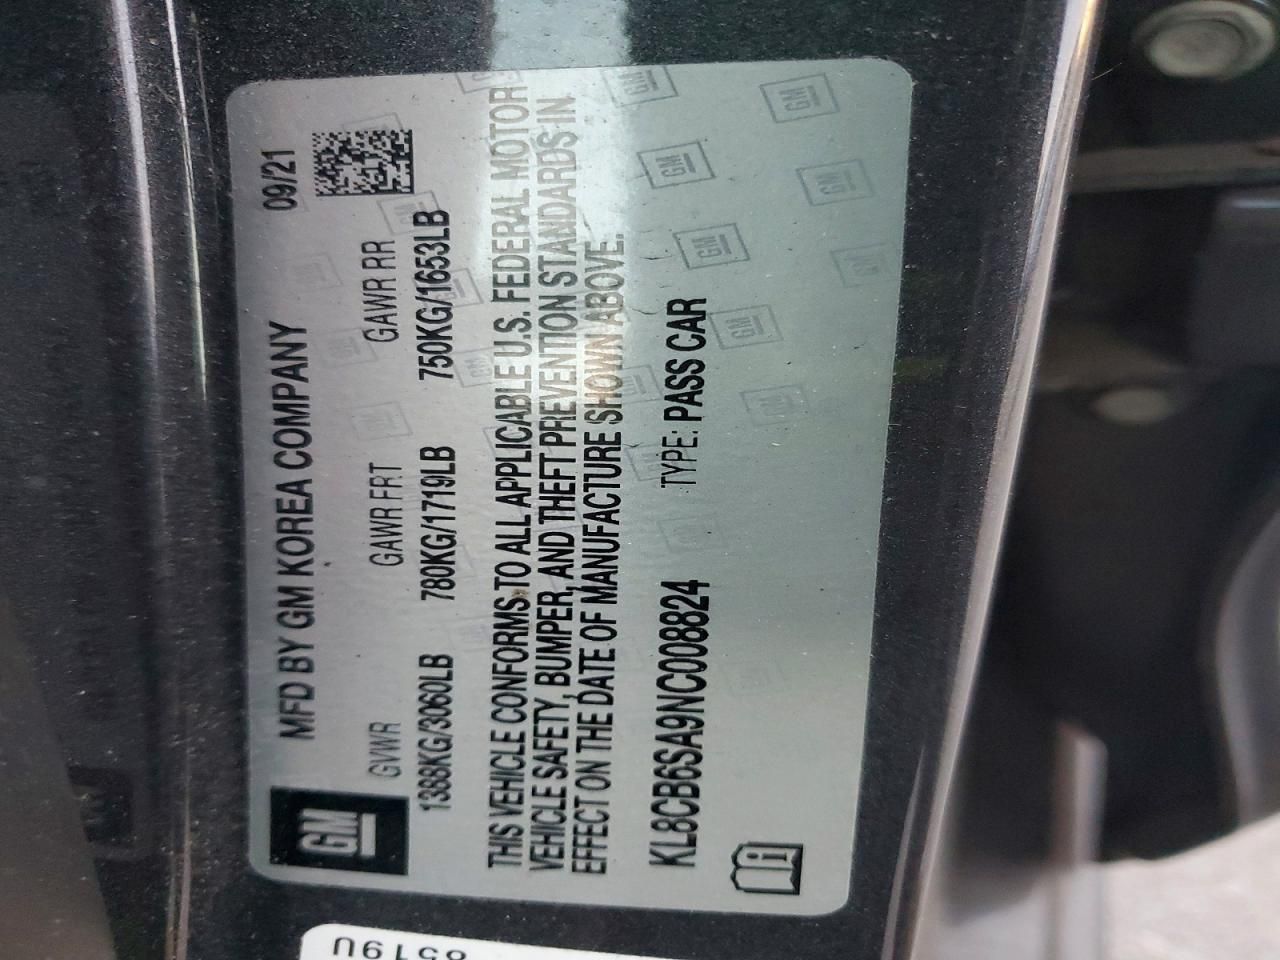 MFD BY GM KOREA COMPANY 09/21
GM
GVWR GAWR FRT GAWR RR
1388KG/3060LB 780KG/1719LB 750KG/1653LB
THIS VEHICLE CONFORMS TO ALL APPLICABLE U.S. FEDERAL MOTOR
VEHICLE SAFETY, BUMPER, AND THEFT PREVENTION STANDARDS IN
EFFECT ON THE DATE OF MANUFACTURE SHOWN ABOVE.
KL8CB6SA9NC008824 TYPE: PASS CAR